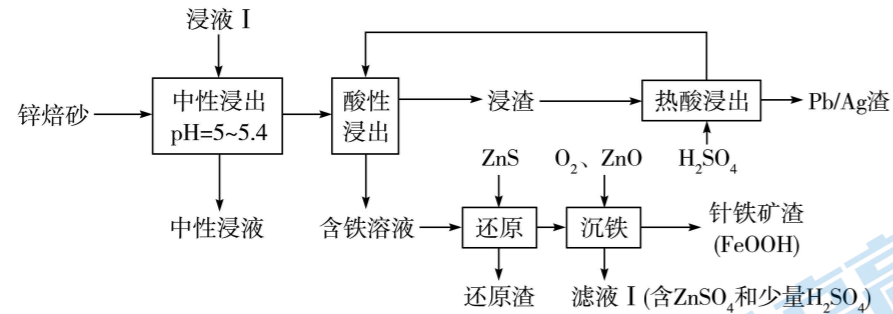 浸液Ⅰ
锌焙砂
中性浸出
pH=5~5.4
酸性
浸出
浸渣
热酸浸出
Pb/Ag渣
ZnS
O₂、ZnO
H₂SO₄
中性浸液
含铁溶液
还原
沉铁
针铁矿渣
(FeOOH)
还原渣
滤液Ⅰ(含ZnSO₄和少量H₂SO₄)